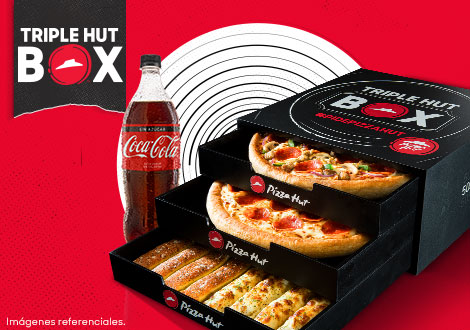 TRIPLE HUT
BOX
SIN AZÚCAR
Coca-Cola
TRIPLE HUT
BOX
Pizza Hut
Pizza Hut
Pizza Hut
Imágenes referenciales.